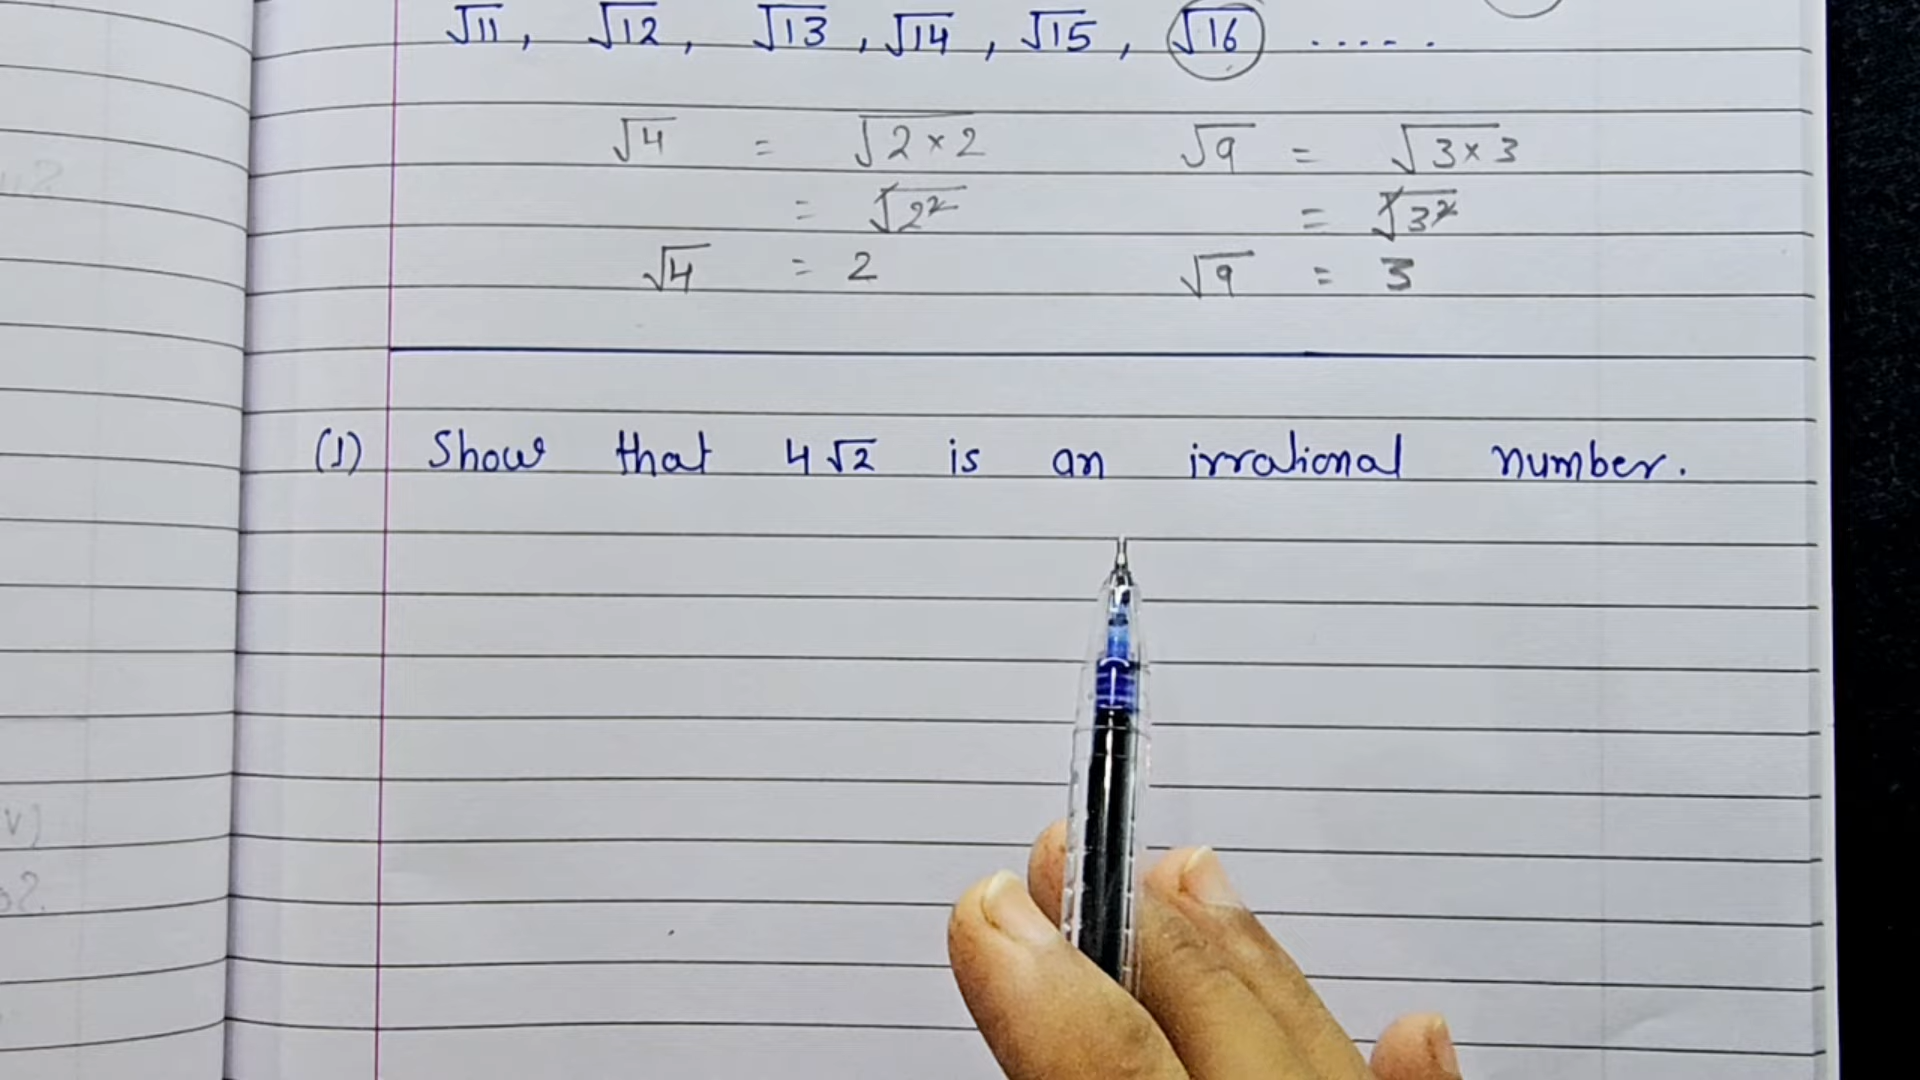 √11, √12, √13, √14, √15, √16 .....
√4 = √2×2 √9 = √3×3
= √2² = √3²
√4 = 2 √9 = 3
(1) Show that 4√2 is an irrational number.
v)